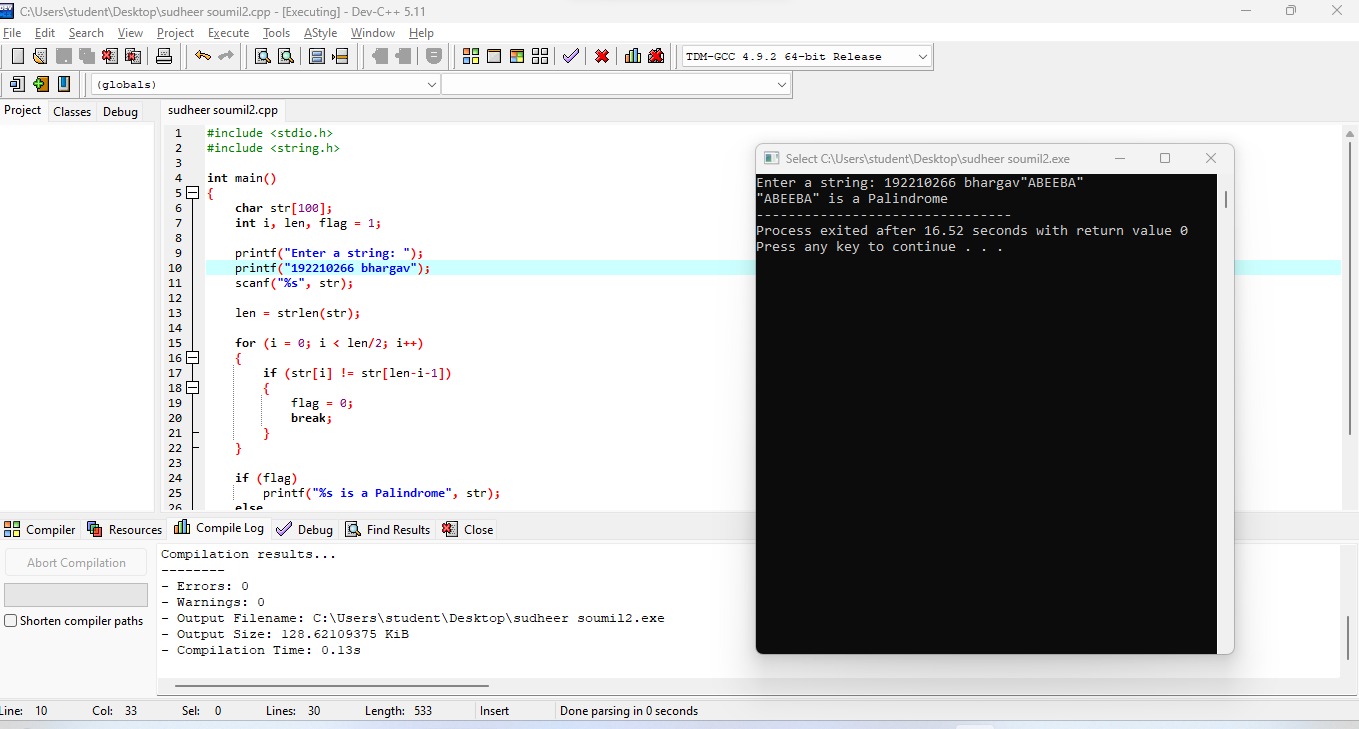 C:\Users\student\Desktop\sudheer soumil2.cpp - [Executing] - Dev-C++ 5.11
File Edit Search View Project Execute Tools AStyle Window Help
TDM-GCC 4.9.2 64-bit Release
(globals)
Project Classes Debug
sudheer soumil2.cpp
1 #include <stdio.h>
2 #include <string.h>
3
4 int main()
5 {
6 char str[100];
7 int i, len, flag = 1;
8
9 printf("Enter a string: ");
10 printf("192210266 bhargav");
11 scanf("%s", str);
12
13 len = strlen(str);
14
15 for (i = 0; i < len/2; i++)
16 {
17 if (str[i] != str[len-i-1])
18 {
19 flag = 0;
20 break;
21 }
22 }
23
24 if (flag)
25 printf("%s is a Palindrome", str);
26 else
Select C:\Users\student\Desktop\sudheer soumil2.exe
Enter a string: 192210266 bhargav"ABEEBA"
"ABEEBA" is a Palindrome
--------------------------------
Process exited after 16.52 seconds with return value 0
Press any key to continue . . .
Compiler Resources Compile Log Debug Find Results Close
Abort Compilation
Shorten compiler paths
Compilation results...
--------
- Errors: 0
- Warnings: 0
- Output Filename: C:\Users\student\Desktop\sudheer soumil2.exe
- Output Size: 128.62109375 KiB
- Compilation Time: 0.13s
Line: 10 Col: 33 Sel: 0 Lines: 30 Length: 533 Insert Done parsing in 0 seconds